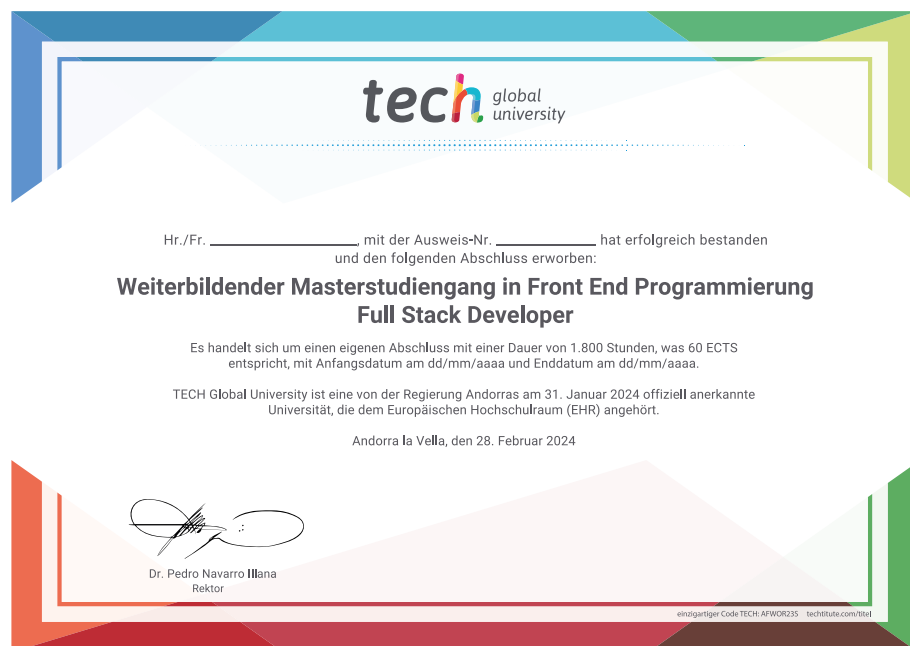 tech global university
Hr./Fr. ____________________, mit der Ausweis-Nr. ______________ hat erfolgreich bestanden
und den folgenden Abschluss erworben:
Weiterbildender Masterstudiengang in Front End Programmierung
Full Stack Developer
Es handelt sich um einen eigenen Abschluss mit einer Dauer von 1.800 Stunden, was 60 ECTS
entspricht, mit Anfangsdatum am dd/mm/aaaa und Enddatum am dd/mm/aaaa.
TECH Global University ist eine von der Regierung Andorras am 31. Januar 2024 offiziell anerkannte
Universität, die dem Europäischen Hochschulraum (EHR) angehört.
Andorra la Vella, den 28. Februar 2024
Dr. Pedro Navarro Illana
Rektor
einzigartiger Code TECH: AFWOR23S techtitute.com/titel